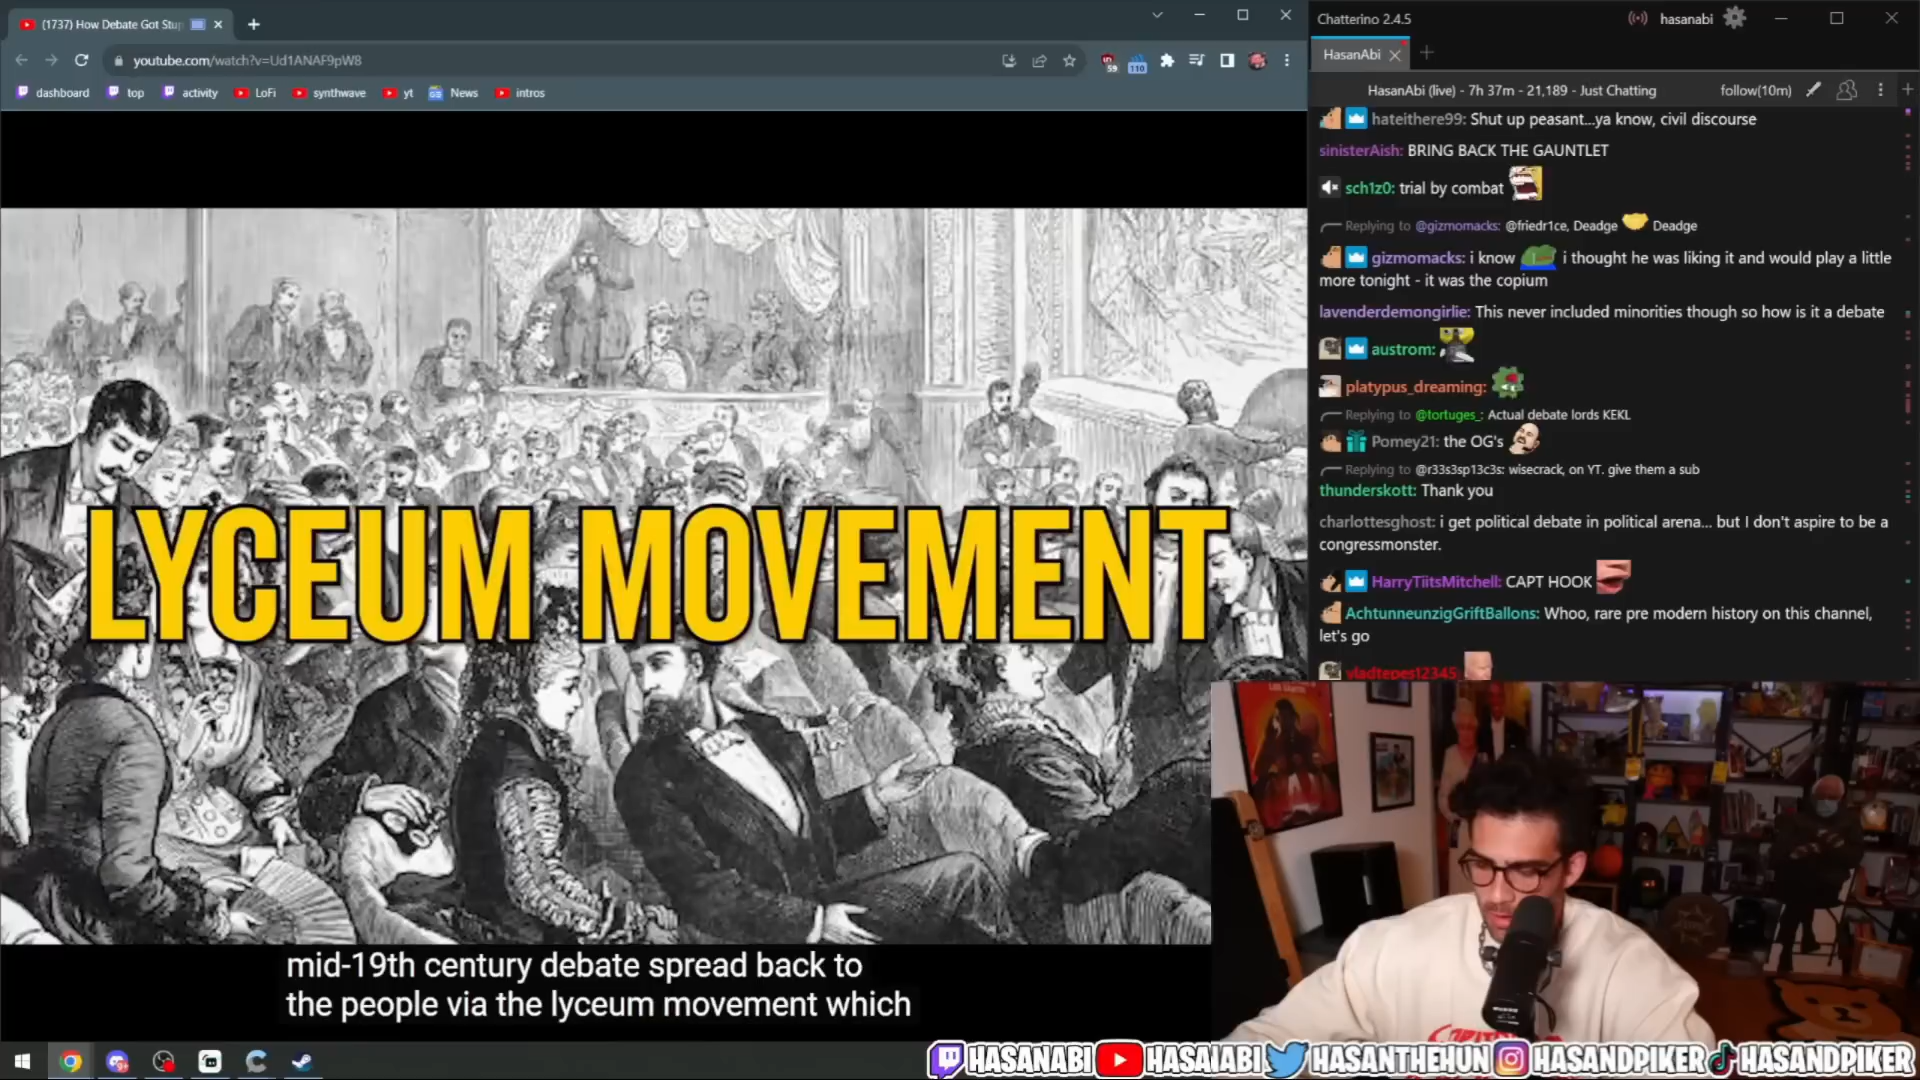 (1737) How Debate Got Stup
youtube.com/watch?v=Ud1ANAF9pW8
59
110
dashboard
top
activity
LoFi
synthwave
yt
News
intros
LYCEUM MOVEMENT
mid-19th century debate spread back to
the people via the lyceum movement which
Chatterino 2.4.5
hasanabi
HasanAbi
HasanAbi (live) - 7h 37m - 21,189 - Just Chatting
follow(10m)
hateithere99: Shut up peasant...ya know, civil discourse
sinisterAish: BRING BACK THE GAUNTLET
sch1z0: trial by combat
Replying to @gizmomacks: @friedr1ce, Deadge Deadge
gizmomacks: i know i thought he was liking it and would play a little
more tonight - it was the copium
lavenderdemongirlie: This never included minorities though so how is it a debate
austrom:
platypus_dreaming:
Replying to @tortuges_: Actual debate lords KEKL
Pomey21: the OG's
Replying to @r33s3sp13c3s: wisecrack, on YT. give them a sub
thunderskott: Thank you
charlottesghost: i get political debate in political arena... but I don't aspire to be a
congressmonster.
HarryTiitsMitchell: CAPT HOOK
AchtunneunzigGriftBallons: Whoo, rare pre modern history on this channel,
let's go
vladtepes12345
HASANABI HASANABI HASANTHEHUN HASANDPIKER HASANDPIKER